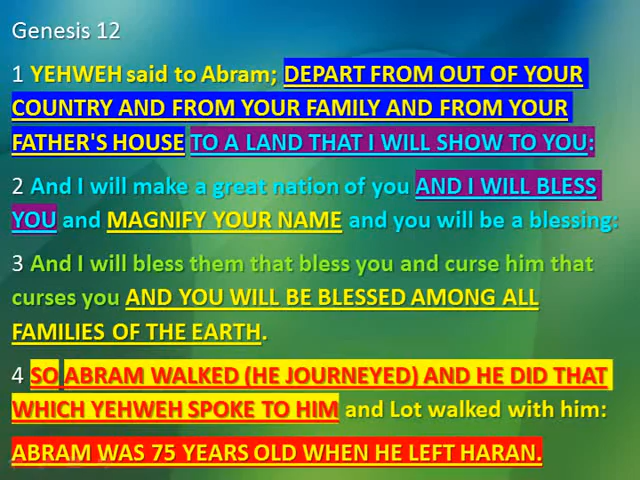 Genesis 12
1 YEHWEH said to Abram; DEPART FROM OUT OF YOUR
COUNTRY AND FROM YOUR FAMILY AND FROM YOUR
FATHER'S HOUSE TO A LAND THAT I WILL SHOW TO YOU:
2 And I will make a great nation of you AND I WILL BLESS
YOU and MAGNIFY YOUR NAME and you will be a blessing:
3 And I will bless them that bless you and curse him that
curses you AND YOU WILL BE BLESSED AMONG ALL
FAMILIES OF THE EARTH.
4 SO ABRAM WALKED (HE JOURNEYED) AND HE DID THAT
WHICH YEHWEH SPOKE TO HIM and Lot walked with him:
ABRAM WAS 75 YEARS OLD WHEN HE LEFT HARAN.